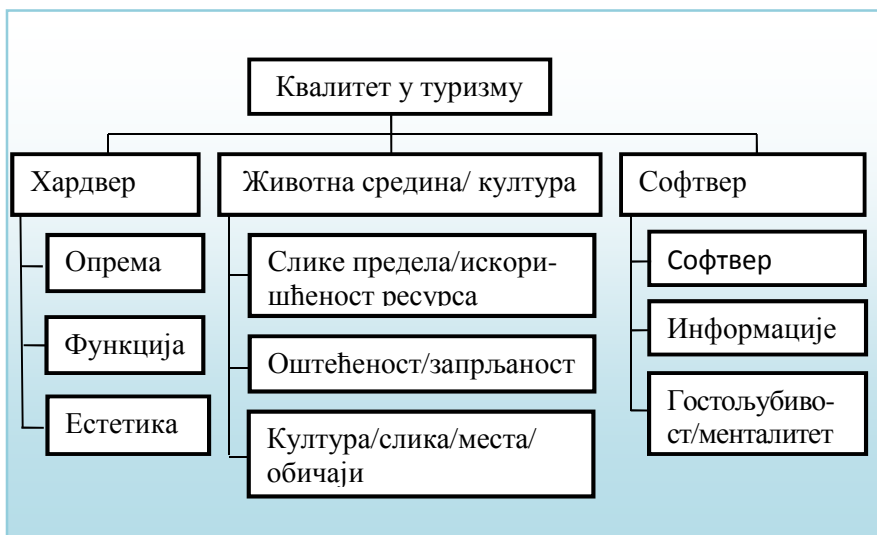 Квалитет у туризму
Хардвер
Животна средина/ култура
Софтвер
Опрема
Функција
Естетика
Слике предела/искори-
шћеност ресурса
Оштећеност/запрљаност
Култура/слика/места/
обичаји
Софтвер
Информације
Гостољубиво-
ст/менталитет